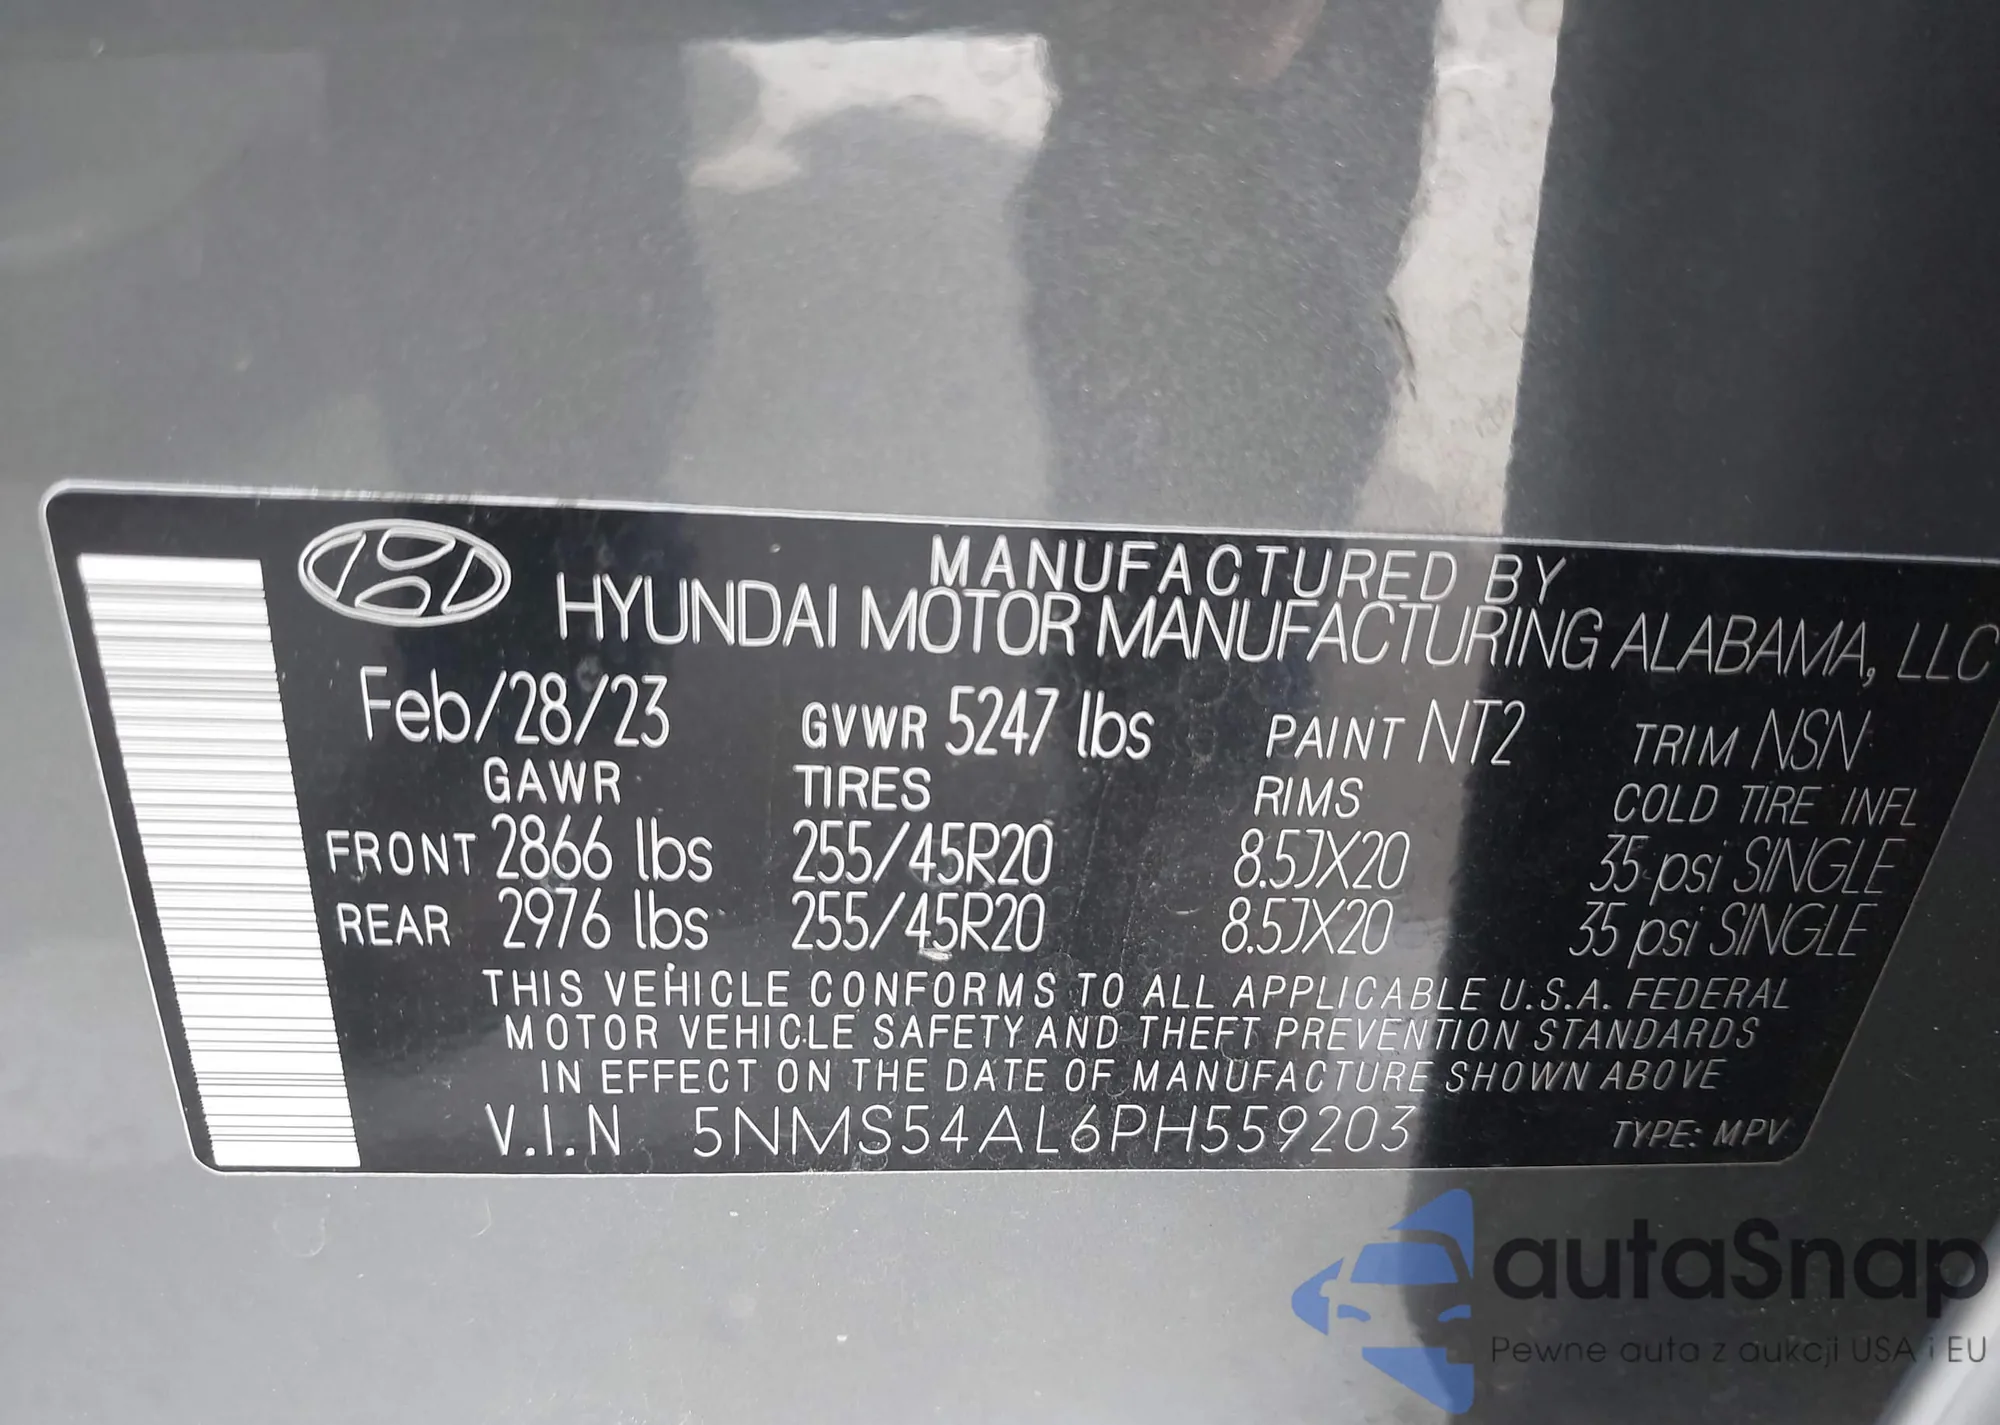 MANUFACTURED BY
HYUNDAI MOTOR MANUFACTURING ALABAMA, LLC
Feb/28/23 GVWR 5247 lbs PAINT NT2 TRIM NSN
GAWR TIRES RIMS COLD TIRE INFL
FRONT 2866 lbs 255/45R20 8.5JX20 35 psi SINGLE
REAR 2976 lbs 255/45R20 8.5JX20 35 psi SINGLE
THIS VEHICLE CONFORMS TO ALL APPLICABLE U.S.A. FEDERAL
MOTOR VEHICLE SAFETY AND THEFT PREVENTION STANDARDS
IN EFFECT ON THE DATE OF MANUFACTURE SHOWN ABOVE
V.I.N 5NMS54AL6PH559203 TYPE: MPV
autaSnap
Pewne auta z aukcji USA i EU